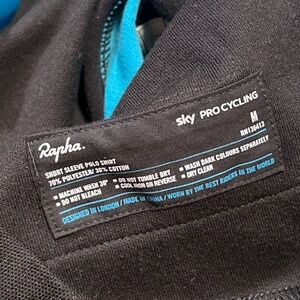 Rapha.
sky PRO CYCLING
M
RN136413
SHORT SLEEVE POLO SHIRT
70% POLYESTER/ 30% COTTON
■ MACHINE WASH 30° ■ DO NOT TUMBLE DRY ■ WASH DARK COLOURS SEPARATELY
■ DO NOT BLEACH ■ COOL IRON ON REVERSE ■ DRY CLEAN
DESIGNED IN LONDON / MADE IN CHINA / WORN BY THE BEST RIDERS IN THE WORLD